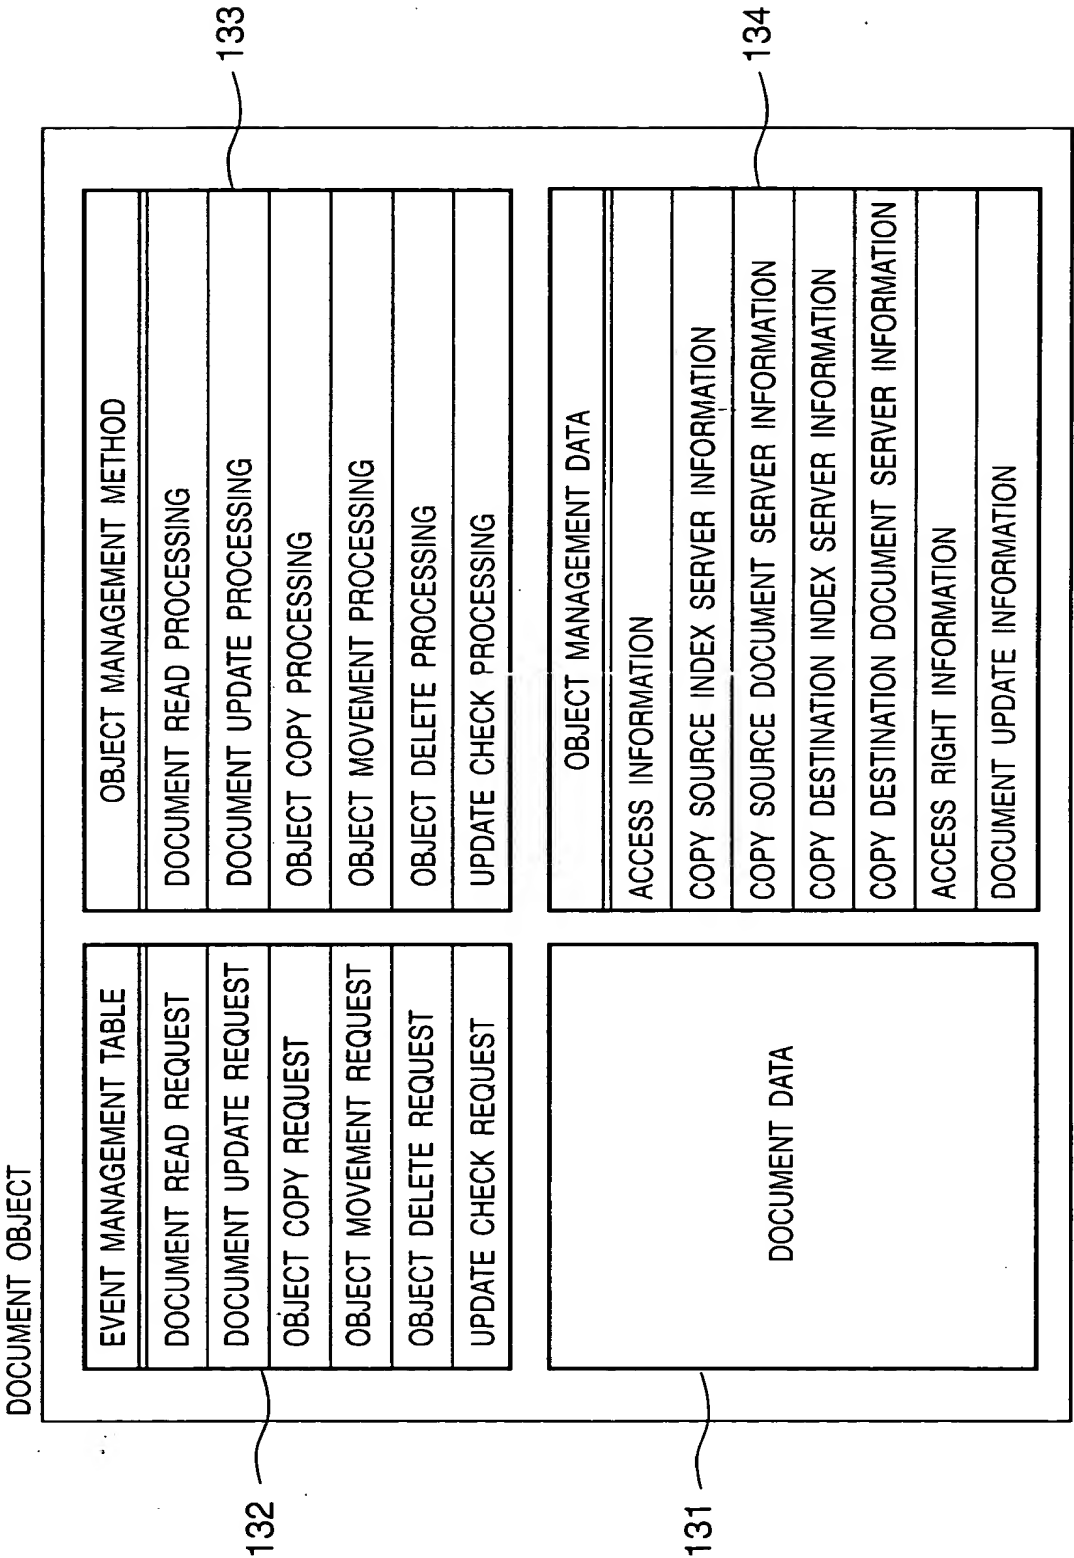 DOCUMENT OBJECT
132
EVENT MANAGEMENT TABLE
DOCUMENT READ REQUEST
DOCUMENT UPDATE REQUEST
OBJECT COPY REQUEST
OBJECT MOVEMENT REQUEST
OBJECT DELETE REQUEST
UPDATE CHECK REQUEST
133
OBJECT MANAGEMENT METHOD
DOCUMENT READ PROCESSING
DOCUMENT UPDATE PROCESSING
OBJECT COPY PROCESSING
OBJECT MOVEMENT PROCESSING
OBJECT DELETE PROCESSING
UPDATE CHECK PROCESSING
131
DOCUMENT DATA
134
OBJECT MANAGEMENT DATA
ACCESS INFORMATION
COPY SOURCE INDEX SERVER INFORMATION
COPY SOURCE DOCUMENT SERVER INFORMATION
COPY DESTINATION INDEX SERVER INFORMATION
COPY DESTINATION DOCUMENT SERVER INFORMATION
ACCESS RIGHT INFORMATION
DOCUMENT UPDATE INFORMATION